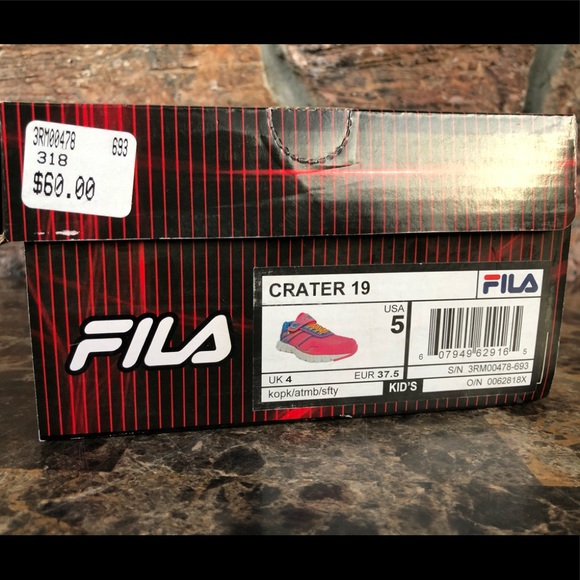 3RM00478 693
318
$60.00
FILA
CRATER 19
FILA
USA
5
UK 4
EUR 37.5
kopk/atmb/sfty
KID'S
6 07949 62916 5
S/N 3RM00478-693
O/N 0062818X